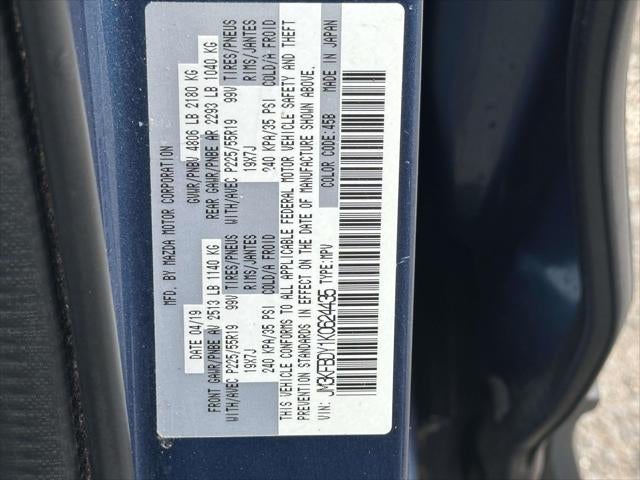 MFD. BY MAZDA MOTOR CORPORATION
DATE 04/19 GVWR/PNBV 4806 LB 2180 KG
FRONT GAWR/PNBE AV 2513 LB 1140 KG REAR GAWR/PNBE AR 2293 LB 1040 KG
WITH/AVEC P225/55R19 99V TIRES/PNEUS WITH/AVEC P225/55R19 99V TIRES/PNEUS
19X7J RIMS/JANTES 19X7J RIMS/JANTES
240 KPA/35 PSI COLD/A FROID 240 KPA/35 PSI COLD/A FROID
THIS VEHICLE CONFORMS TO ALL APPLICABLE FEDERAL MOTOR VEHICLE SAFETY AND THEFT
PREVENTION STANDARDS IN EFFECT ON THE DATE OF MANUFACTURE SHOWN ABOVE.
VIN: JM3KFBDY1K0624435 TYPE:MPV COLOR CODE:45B MADE IN JAPAN